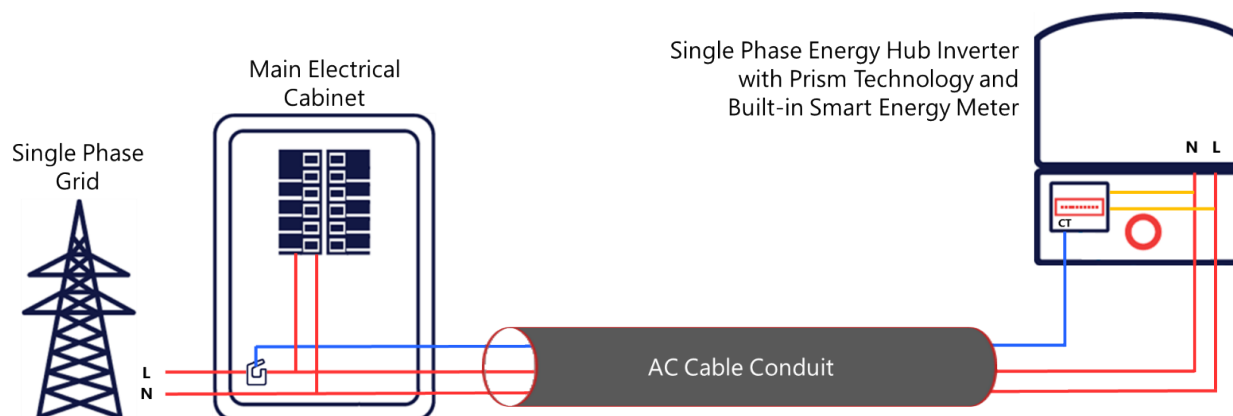 Single Phase Energy Hub Inverter
with Prism Technology and
Built-in Smart Energy Meter
Main Electrical
Cabinet
Single Phase
Grid
N L
CT
AC Cable Conduit
L
N